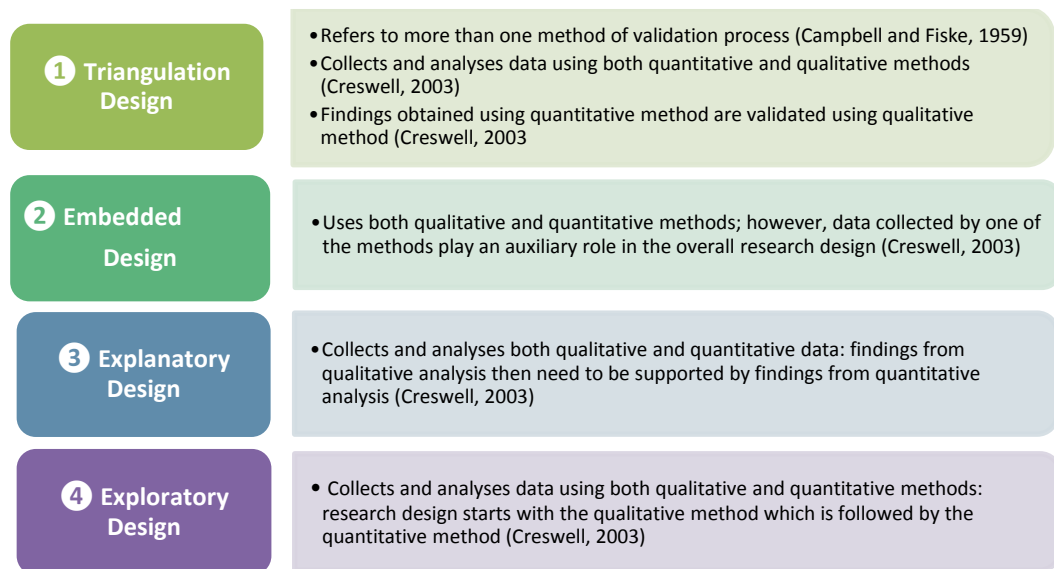 ❶ Triangulation
Design
•Refers to more than one method of validation process (Campbell and Fiske, 1959)
•Collects and analyses data using both quantitative and qualitative methods
(Creswell, 2003)
•Findings obtained using quantitative method are validated using qualitative
method (Creswell, 2003
❷ Embedded
Design
•Uses both qualitative and quantitative methods; however, data collected by one of
the methods play an auxiliary role in the overall research design (Creswell, 2003)
❸ Explanatory
Design
•Collects and analyses both qualitative and quantitative data: findings from
qualitative analysis then need to be supported by findings from quantitative
analysis (Creswell, 2003)
❹ Exploratory
Design
• Collects and analyses data using both qualitative and quantitative methods:
research design starts with the qualitative method which is followed by the
quantitative method (Creswell, 2003)